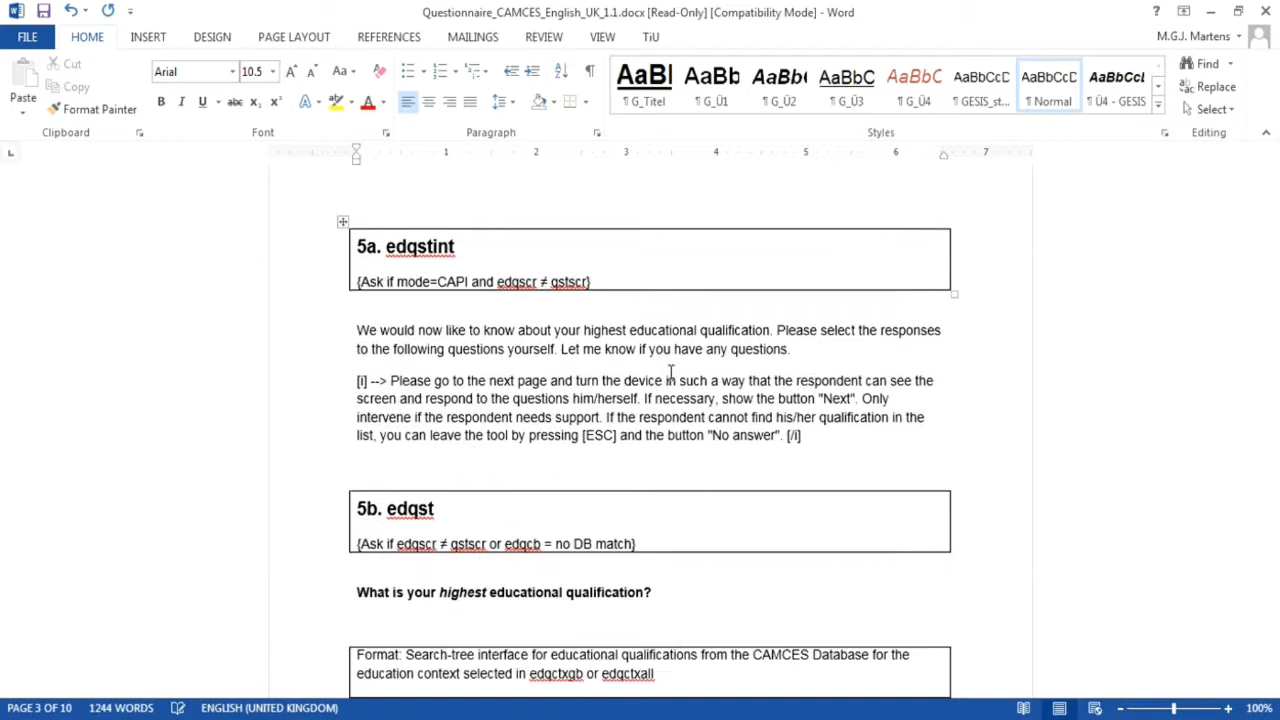 Questionnaire_CAMCES_English_UK_1.1.docx [Read-Only] [Compatibility Mode] - Word
FILE HOME INSERT DESIGN PAGE LAYOUT REFERENCES MAILINGS REVIEW VIEW TiU M.G.J. Martens
Paste
Cut
Copy
Format Painter
Clipboard
Arial 10.5
Font
Paragraph
AaBl AaBb AaBb AaBbC AaBbC AaBbCcD AaBbCcD AaBbCcl
¶ G_Titel ¶ G_Ü1 ¶ G_Ü2 ¶ G_Ü3 ¶ G_Ü4 ¶ GESIS_st... ¶ Normal ¶ Ü4 - GESIS
Styles
Find
Replace
Select
Editing
1 2 3 4 5 6 7
5a. edqstint
{Ask if mode=CAPI and edqscr ≠ qstscr}
We would now like to know about your highest educational qualification. Please select the responses
to the following questions yourself. Let me know if you have any questions.
[i] --> Please go to the next page and turn the device in such a way that the respondent can see the
screen and respond to the questions him/herself. If necessary, show the button "Next". Only
intervene if the respondent needs support. If the respondent cannot find his/her qualification in the
list, you can leave the tool by pressing [ESC] and the button "No answer". [/i]
5b. edqst
{Ask if edqscr ≠ qstscr or edqcb = no DB match}
What is your highest educational qualification?
Format: Search-tree interface for educational qualifications from the CAMCES Database for the
education context selected in edqctxgb or edqctxall
PAGE 3 OF 10 1244 WORDS ENGLISH (UNITED KINGDOM) 100%